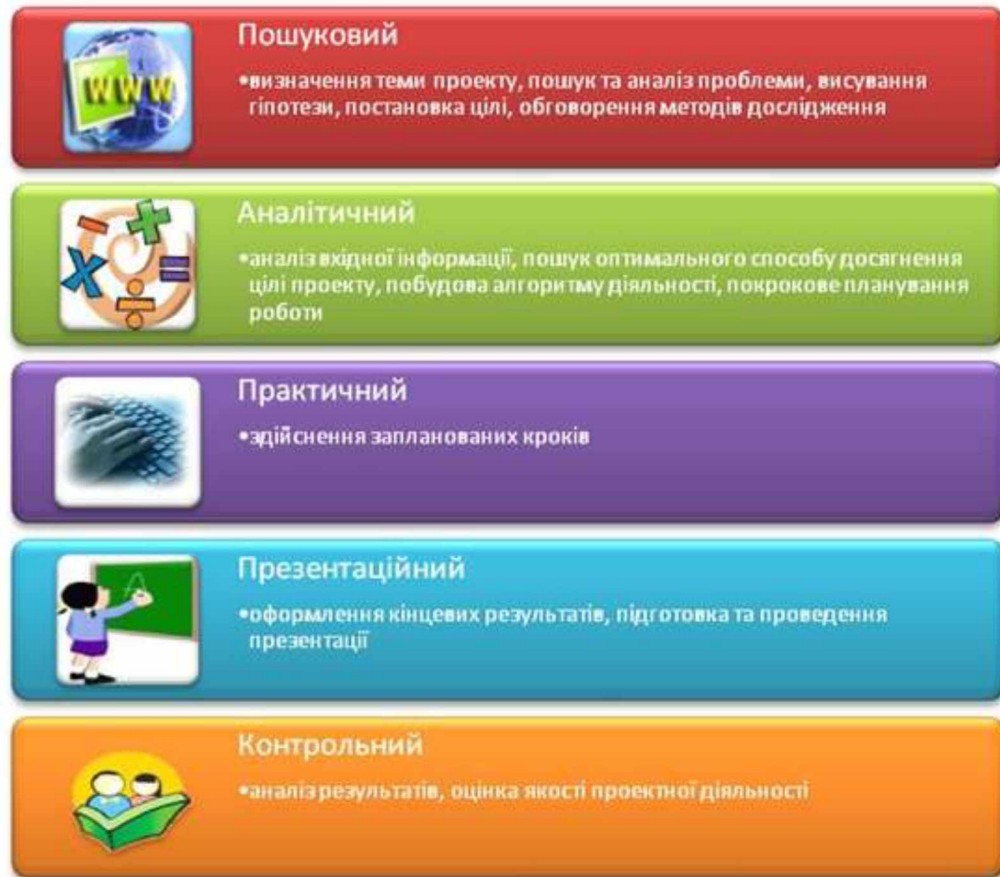 WWW
Пошуковий
•визначення теми проекту, пошук та аналіз проблеми, висування
гіпотези, постановка цілі, обговорення методів дослідження
Аналітичний
•аналіз вхідної інформації, пошук оптимального способу досягнення
цілі проекту, побудова алгоритму діяльності, покрокове планування
роботи
Практичний
•здійснення запланованих кроків
Презентаційний
•оформлення кінцевих результатів, підготовка та проведення
презентації
Контрольний
•аналіз результатів, оцінка якості проектної діяльності